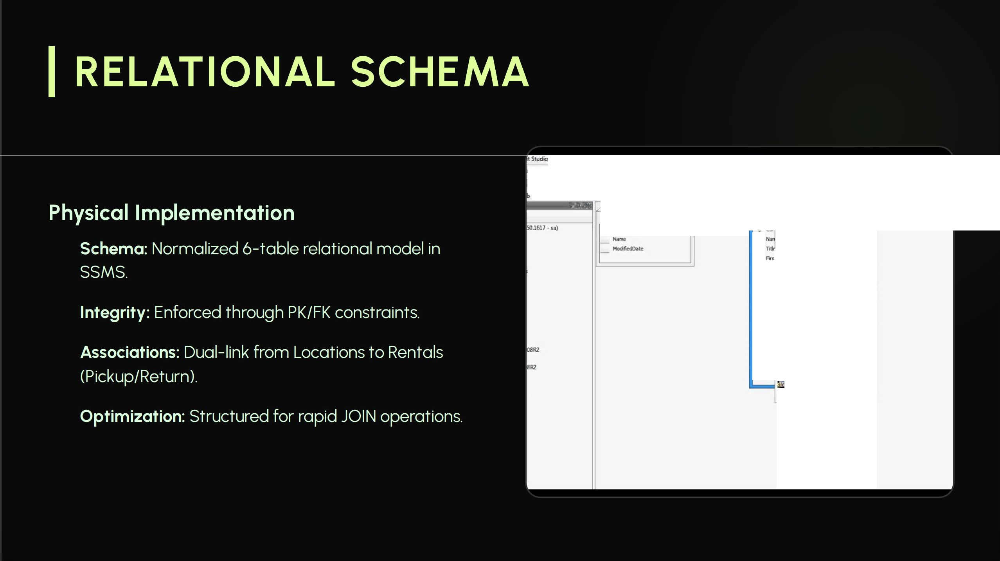 RELATIONAL SCHEMA
Physical Implementation
Schema: Normalized 6-table relational model in
SSMS.
Integrity: Enforced through PK/FK constraints.
Associations: Dual-link from Locations to Rentals
(Pickup/Return).
Optimization: Structured for rapid JOIN operations.
t Studio
b
50.1617 - sa)
Name
ModifiedDate
08R2
8R2
Nam
Title
Firs